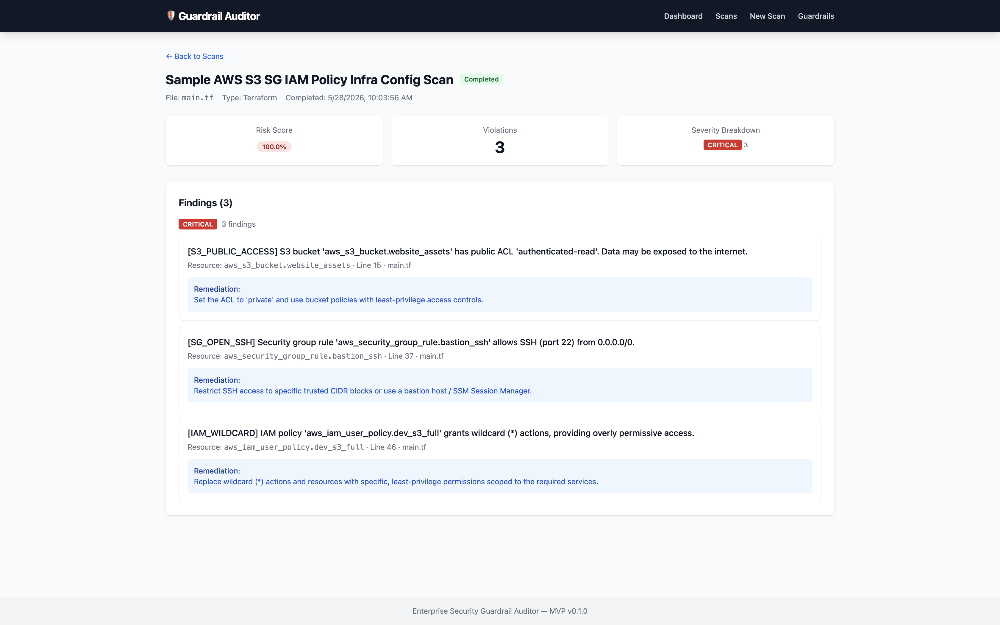 Guardrail Auditor
Dashboard Scans New Scan Guardrails
← Back to Scans
Sample AWS S3 SG IAM Policy Infra Config Scan Completed
File: main.tf Type: Terraform Completed: 5/28/2026, 10:03:56 AM
Risk Score
100.0%
Violations
3
Severity Breakdown
CRITICAL 3
Findings (3)
CRITICAL 3 findings
[S3_PUBLIC_ACCESS] S3 bucket 'aws_s3_bucket.website_assets' has public ACL 'authenticated-read'. Data may be exposed to the internet.
Resource: aws_s3_bucket.website_assets · Line 15 · main.tf
Remediation:
Set the ACL to 'private' and use bucket policies with least-privilege access controls.
[SG_OPEN_SSH] Security group rule 'aws_security_group_rule.bastion_ssh' allows SSH (port 22) from 0.0.0.0/0.
Resource: aws_security_group_rule.bastion_ssh · Line 37 · main.tf
Remediation:
Restrict SSH access to specific trusted CIDR blocks or use a bastion host / SSM Session Manager.
[IAM_WILDCARD] IAM policy 'aws_iam_user_policy.dev_s3_full' grants wildcard (*) actions, providing overly permissive access.
Resource: aws_iam_user_policy.dev_s3_full · Line 46 · main.tf
Remediation:
Replace wildcard (*) actions and resources with specific, least-privilege permissions scoped to the required services.
Enterprise Security Guardrail Auditor — MVP v0.1.0